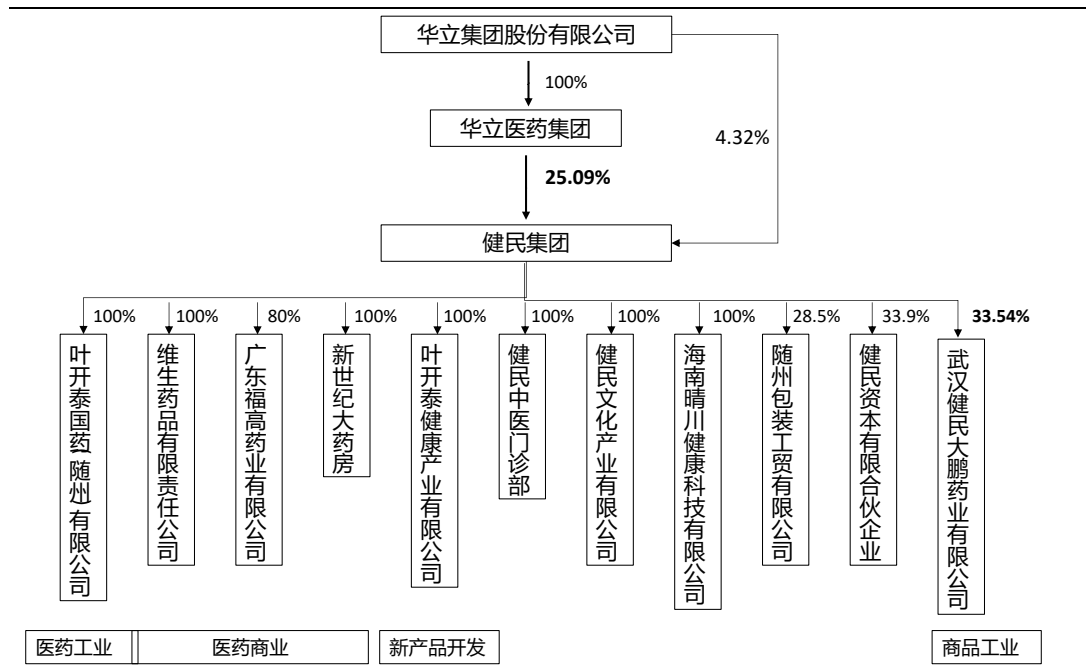 华立集团股份有限公司
100%
华立医药集团
4.32%
25.09%
健民集团
100%
100%
80%
100%
100%
100%
100%
100%
28.5%
33.9%
33.54%
叶开泰国药(随州)有限公司
维生药品有限责任公司
广东福高药业有限公司
新世纪大药房
叶开泰健康产业有限公司
健民中医门诊部
健民文化产业有限公司
海南晴川健康科技有限公司
随州包装工贸有限公司
健民资本有限合伙企业
武汉健民大鹏药业有限公司
医药工业
医药商业
新产品开发
商品工业